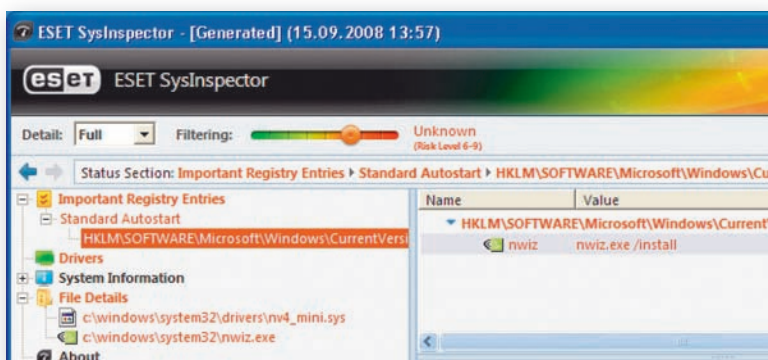 ESET SysInspector - [Generated] (15.09.2008 13:57)
eset ESET SysInspector
Detail: Full Filtering: Unknown
(Risk Level 6-9)
Status Section: Important Registry Entries Standard Autostart HKLM\SOFTWARE\Microsoft\Windows\Cu
Important Registry Entries
Standard Autostart
HKLM\SOFTWARE\Microsoft\Windows\CurrentVersi
Drivers
System Information
File Details
c:\windows\system32\drivers\nv4_mini.sys
c:\windows\system32\nwiz.exe
About
Name Value
HKLM\SOFTWARE\Microsoft\Windows\Current
nwiz nwiz.exe /install